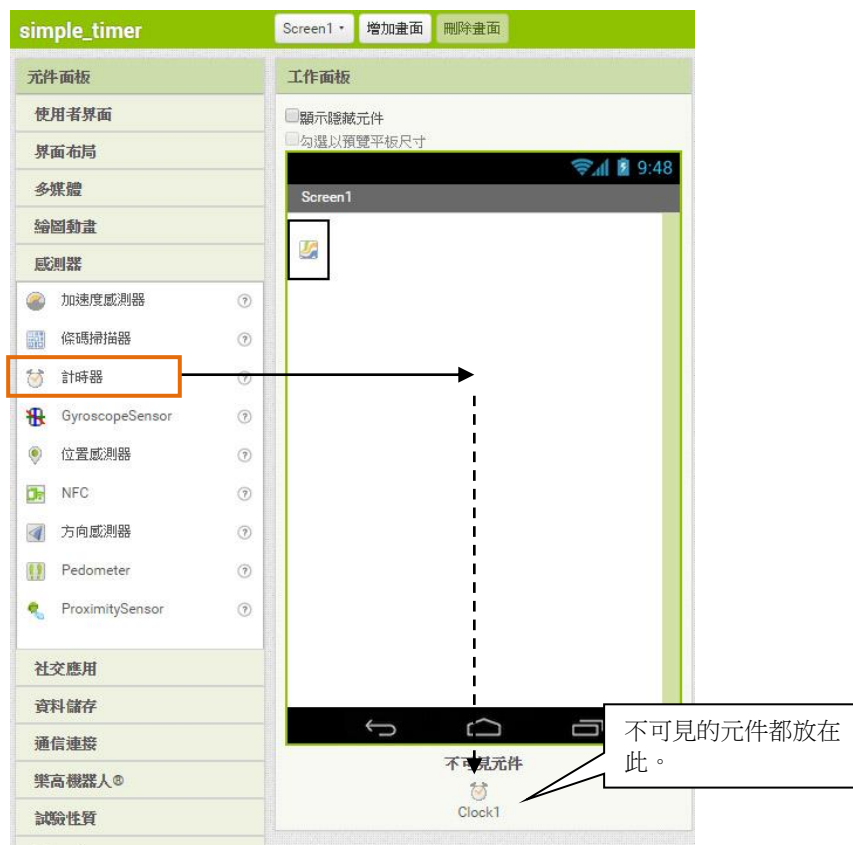 simple_timer
Screen1
增加畫面
刪除畫面
元件面板
使用者界面
界面布局
多媒體
繪圖動畫
感測器
加速度感測器
條碼掃描器
計時器
GyroscopeSensor
位置感測器
NFC
方向感測器
Pedometer
ProximitySensor
社交應用
資料儲存
通信連接
樂高機器人®
試驗性質
工作面板
顯示隱藏元件
勾選以預覽平板尺寸
9:48
Screen1
不可見元件
Clock1
不可見的元件都放在
此。